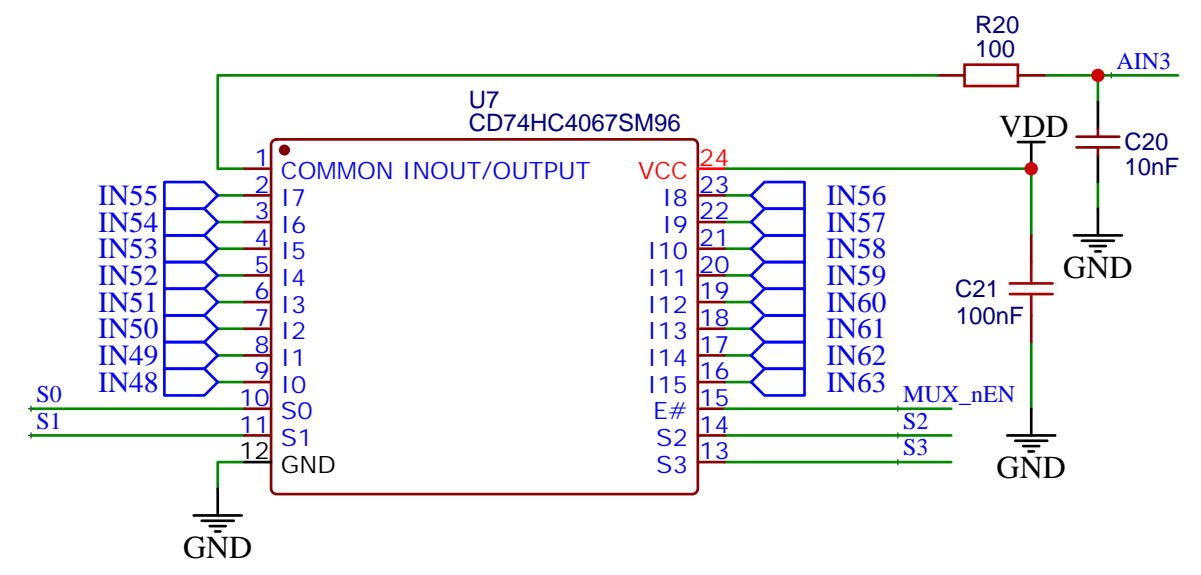 R20
100
AIN3
U7
CD74HC4067SM96
VDD
C20
10nF
GND
1 COMMON INOUT/OUTPUT VCC 24
IN55 2 I7 I8 23 IN56
IN54 3 I6 I9 22 IN57
IN53 4 I5 I10 21 IN58
IN52 5 I4 I11 20 IN59
IN51 6 I3 I12 19 IN60
IN50 7 I2 I13 18 IN61
IN49 8 I1 I14 17 IN62
IN48 9 I0 I15 16 IN63
S0 10 S0 E# 15 MUX_nEN
S1 11 S1 S2 14 S2
12 GND S3 13 S3
C21
100nF
GND
GND